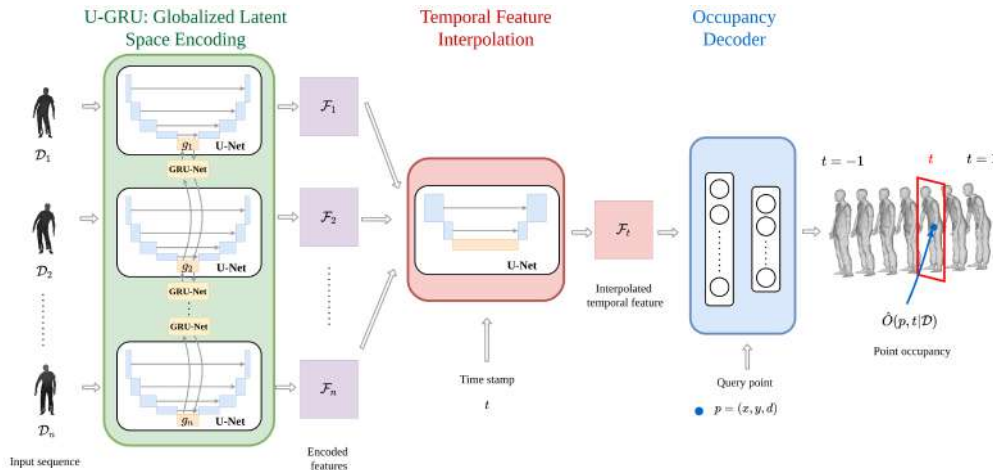 U-GRU: Globalized Latent
Space Encoding
Temporal Feature
Interpolation
Occupancy
Decoder
𝒟₁
𝒢₁
U-Net
ℱ₁
GRU-Net
𝒟₂
𝒢₂
U-Net
ℱ₂
GRU-Net
GRU-Net
𝒟ₙ
𝒢ₙ
U-Net
ℱₙ
Input sequence
Encoded
features
U-Net
Time stamp
t
ℱₜ
Interpolated
temporal feature
Query point
p = (x, y, d)
t = −1
t
t = 1
Ô(p, t|𝒟)
Point occupancy